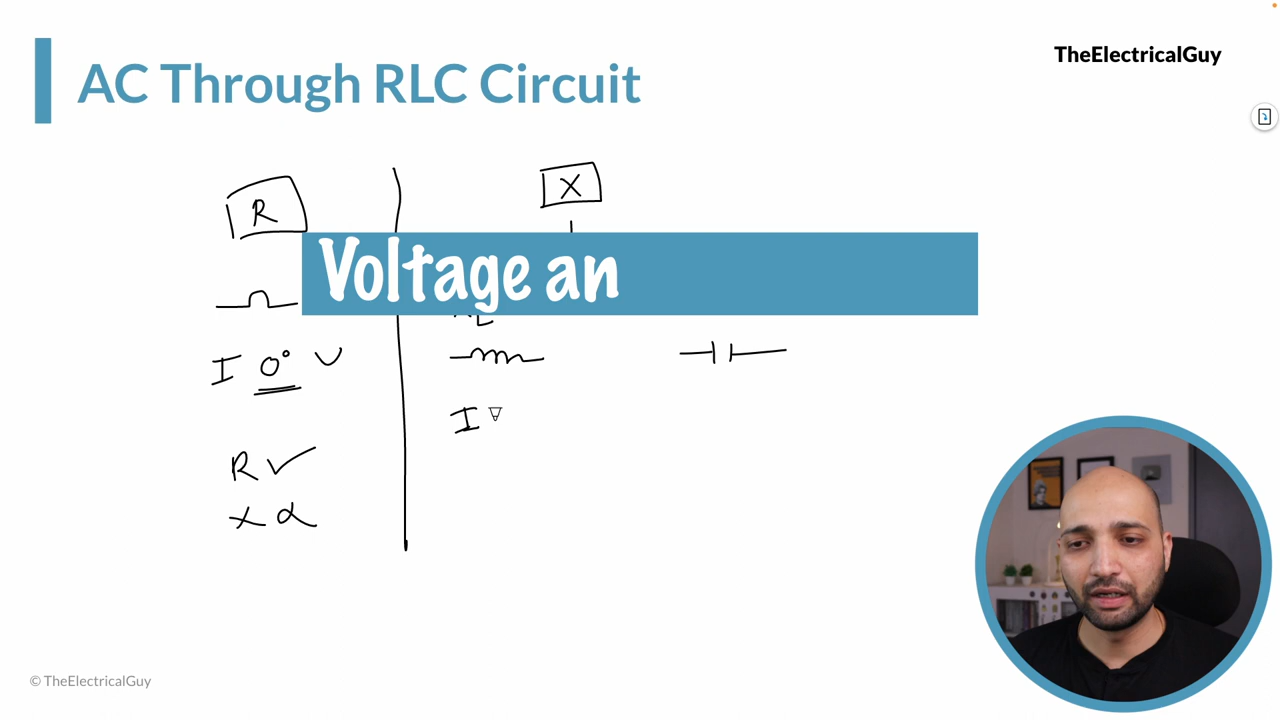 AC Through RLC Circuit
TheElectricalGuy
R
X
Voltage an
I 0° V
I
R ✓
X
© TheElectricalGuy